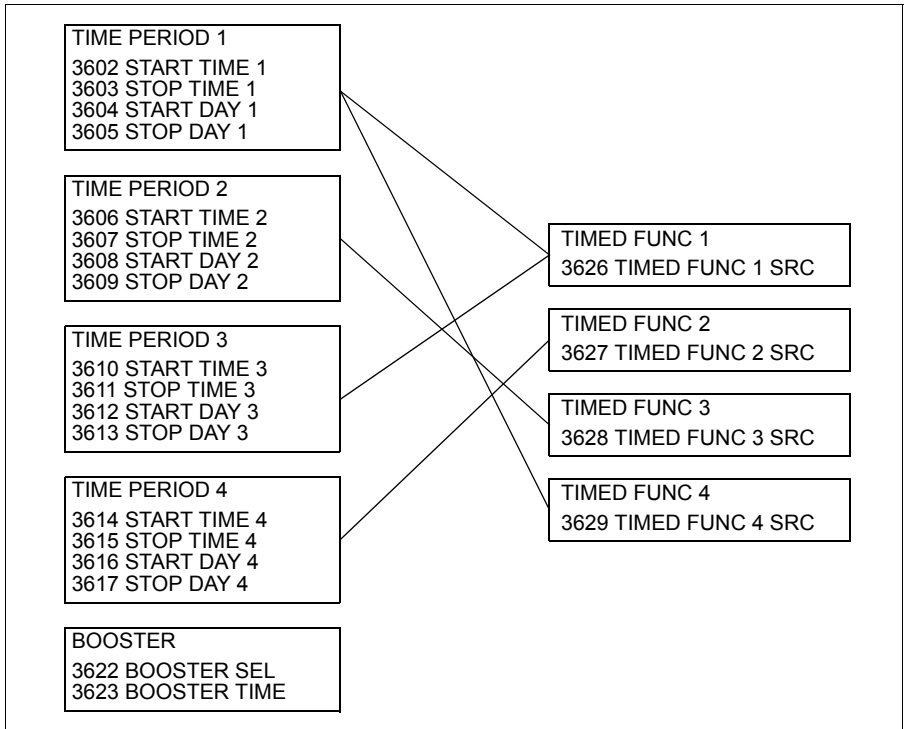 TIME PERIOD 1
3602 START TIME 1
3603 STOP TIME 1
3604 START DAY 1
3605 STOP DAY 1
TIME PERIOD 2
3606 START TIME 2
3607 STOP TIME 2
3608 START DAY 2
3609 STOP DAY 2
TIME PERIOD 3
3610 START TIME 3
3611 STOP TIME 3
3612 START DAY 3
3613 STOP DAY 3
TIME PERIOD 4
3614 START TIME 4
3615 STOP TIME 4
3616 START DAY 4
3617 STOP DAY 4
BOOSTER
3622 BOOSTER SEL
3623 BOOSTER TIME
TIMED FUNC 1
3626 TIMED FUNC 1 SRC
TIMED FUNC 2
3627 TIMED FUNC 2 SRC
TIMED FUNC 3
3628 TIMED FUNC 3 SRC
TIMED FUNC 4
3629 TIMED FUNC 4 SRC